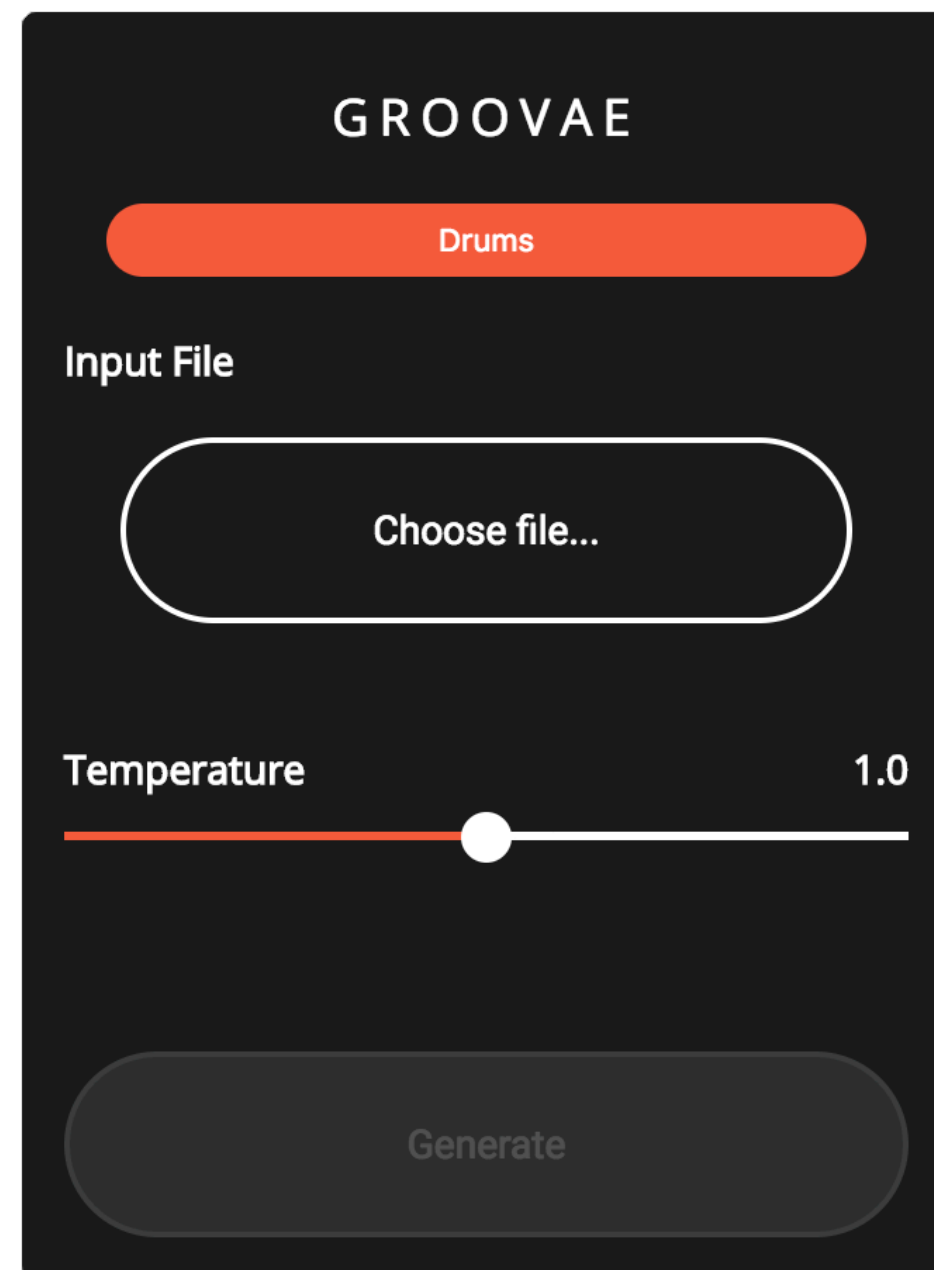 GROOVAE
Drums
Input File
Choose file...
Temperature 1.0
Generate